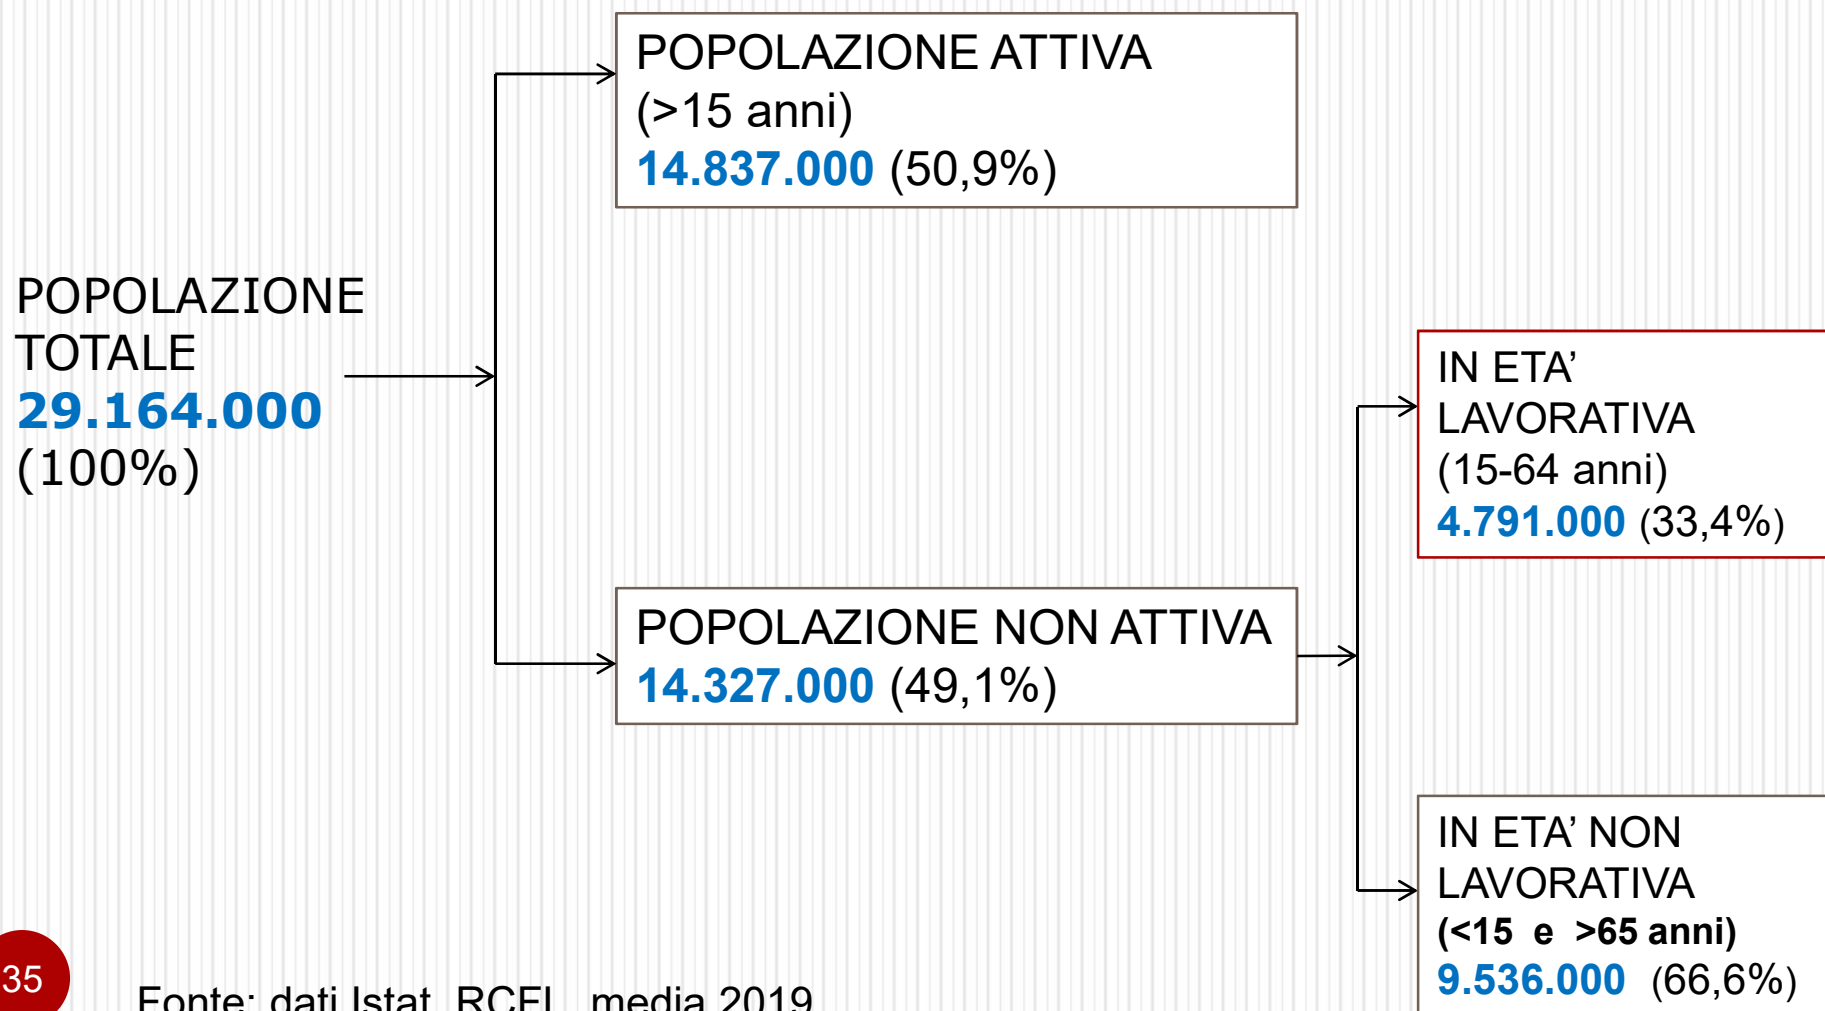 POPOLAZIONE ATTIVA
(>15 anni)
14.837.000 (50,9%)
POPOLAZIONE
TOTALE
29.164.000
(100%)
IN ETA’
LAVORATIVA
(15-64 anni)
4.791.000 (33,4%)
POPOLAZIONE NON ATTIVA
14.327.000 (49,1%)
IN ETA’ NON
LAVORATIVA
(<15 e >65 anni)
9.536.000 (66,6%)
35
Fonte: dati Istat, RCFL, media 2019